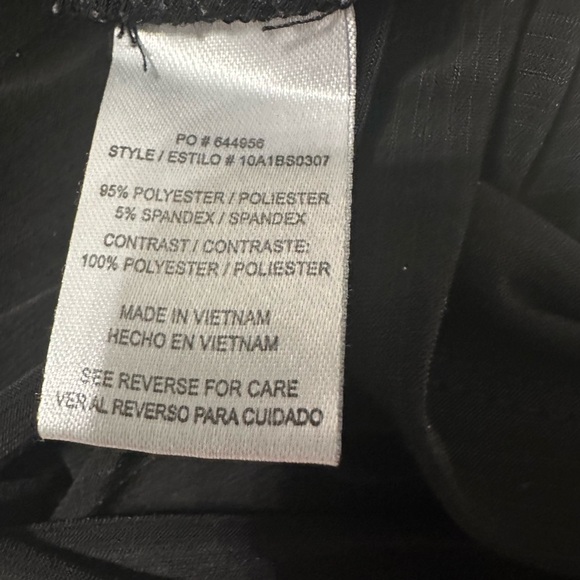 PO # 644956
STYLE / ESTILO # 10A1BS0307
95% POLYESTER / POLIESTER
5% SPANDEX / SPANDEX
CONTRAST / CONTRASTE:
100% POLYESTER / POLIESTER
MADE IN VIETNAM
HECHO EN VIETNAM
SEE REVERSE FOR CARE
VER AL REVERSO PARA CUIDADO